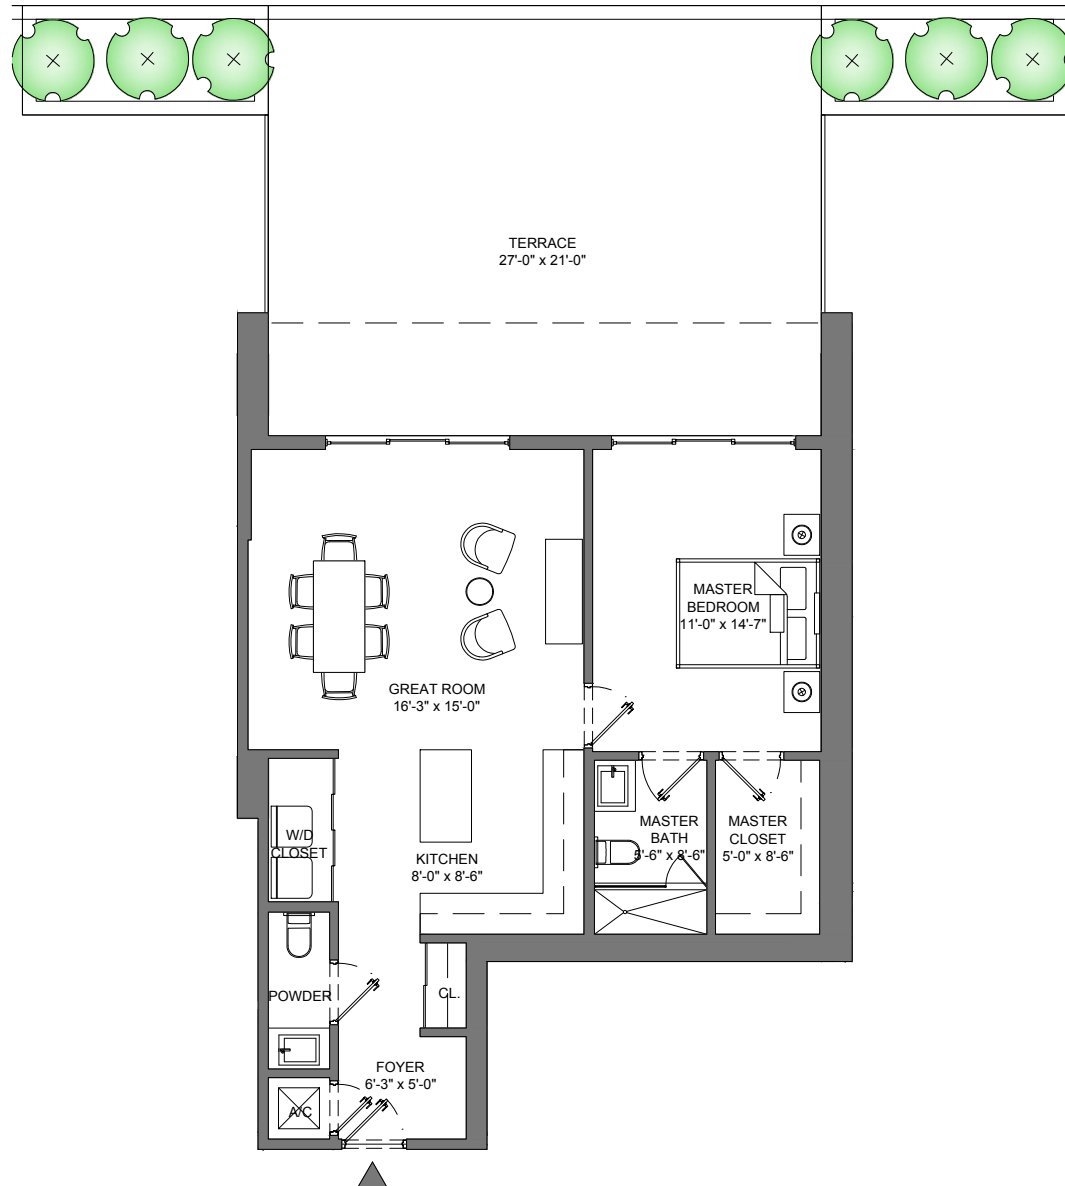 TERRACE
27'-0" x 21'-0"
MASTER
BEDROOM
11'-0" x 14'-7"
GREAT ROOM
16'-3" x 15'-0"
W/D
CLOSET
KITCHEN
8'-0" x 8'-6"
MASTER
BATH
5'-6" x 8'-6"
MASTER
CLOSET
5'-0" x 8'-6"
POWDER
CL.
FOYER
6'-3" x 5'-0"
A/C